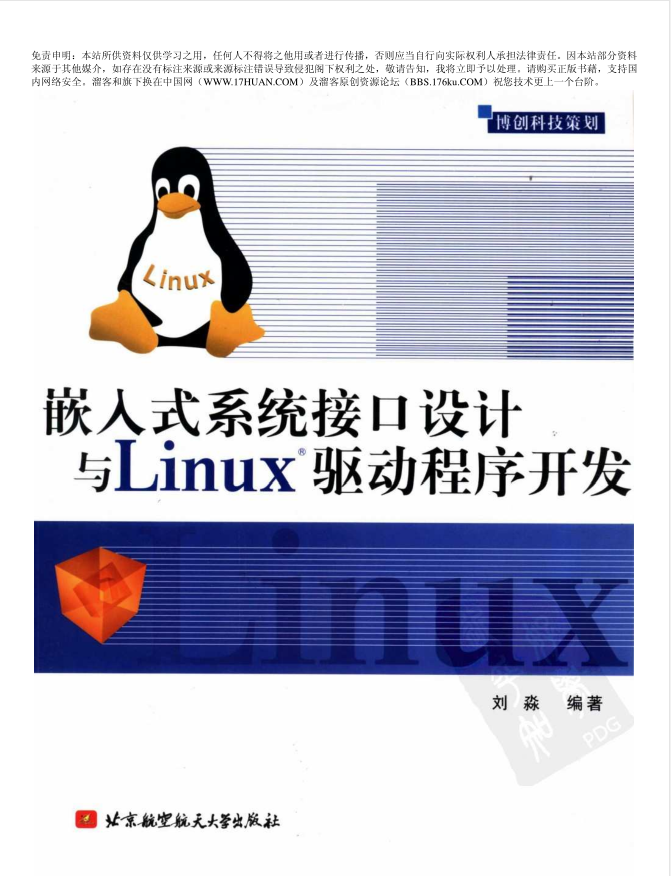 免责申明：本站所供资料仅供学习之用，任何人不得将之他用或者进行传播，否则应当自行向实际权利人承担法律责任。因本站部分资料
来源于其他媒介，如存在没有标注来源或来源标注错误导致侵犯阁下权利之处，敬请告知，我将立即予以处理。请购买正版书籍，支持国
内网络安全。溜客和旗下换在中国网（WWW.17HUAN.COM）及溜客原创资源论坛（BBS.176ku.COM）祝您技术更上一个台阶。
博创科技策划
Linux
嵌入式系统接口设计
与Linux®驱动程序开发
Linux
刘 淼 编著
PDG
北京航空航天大学出版社